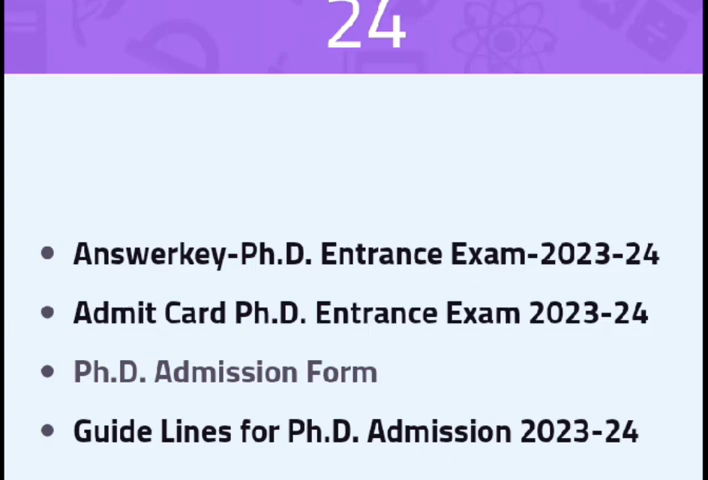 24
Answerkey-Ph.D. Entrance Exam-2023-24
Admit Card Ph.D. Entrance Exam 2023-24
Ph.D. Admission Form
Guide Lines for Ph.D. Admission 2023-24